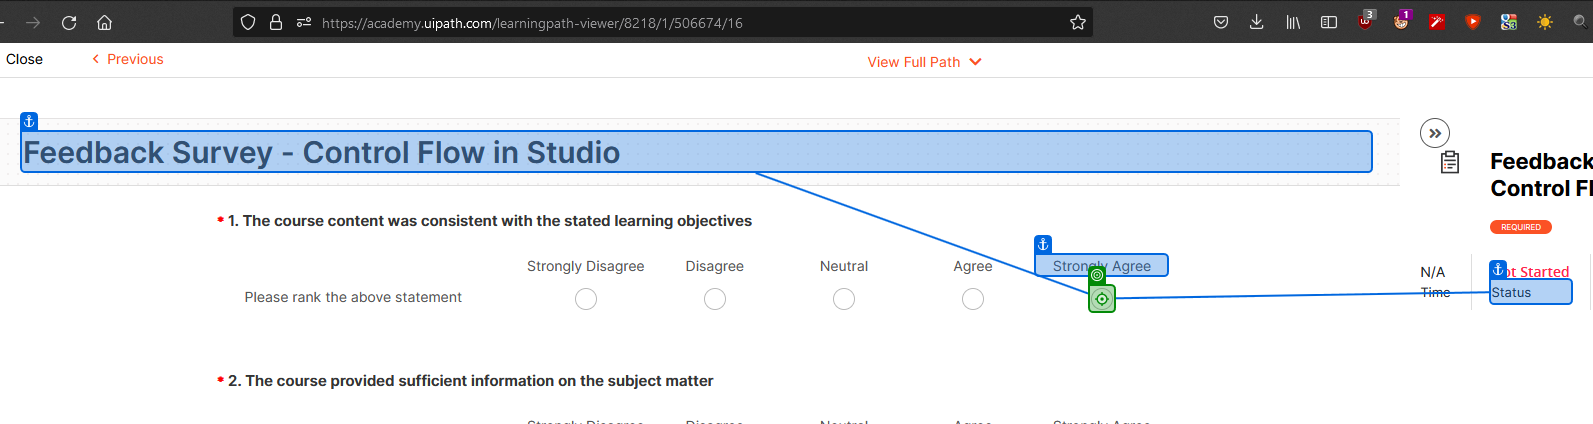 https://academy.uipath.com/learningpath-viewer/8218/1/506674/16
3
1
Close
Previous
View Full Path
Feedback Survey - Control Flow in Studio
Feedback
Control Fl
REQUIRED
* 1. The course content was consistent with the stated learning objectives
Strongly Disagree Disagree Neutral Agree Strongly Agree
Please rank the above statement
N/A
Time
ot Started
Status
* 2. The course provided sufficient information on the subject matter
Strongly Disagree Disagree Neutral Agree Strongly Agree